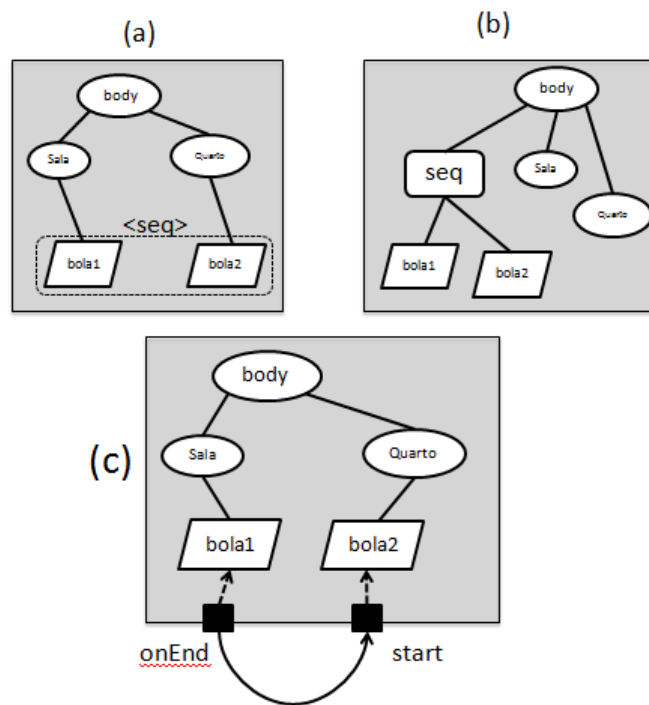 (a)
body
Sala
Quarto
<seq>
bola1
bola2
(b)
body
seq
Sala
Quarto
bola1
bola2
(c)
body
Sala
Quarto
bola1
bola2
onEnd
start